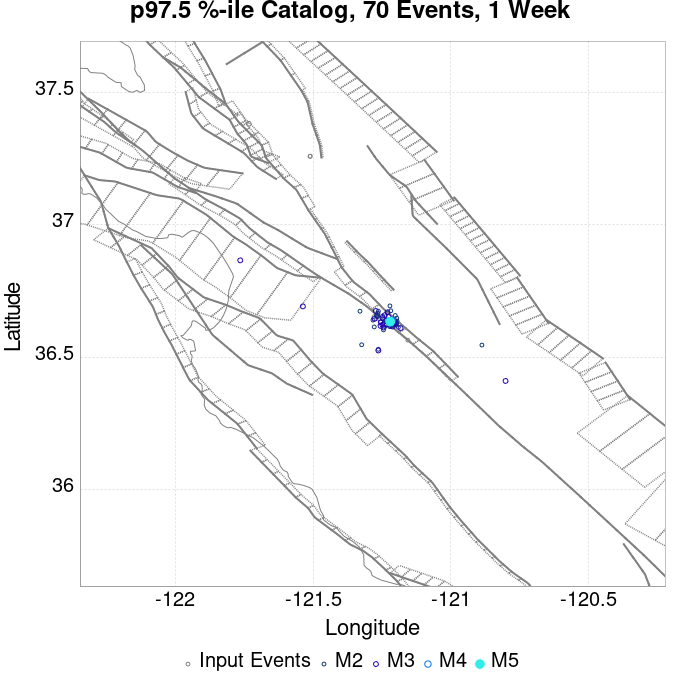 p97.5 %-ile Catalog, 70 Events, 1 Week
37.5
37
36.5
36
Latitude
-122
-121.5
-121
-120.5
Longitude
Input Events M2 M3 M4 M5